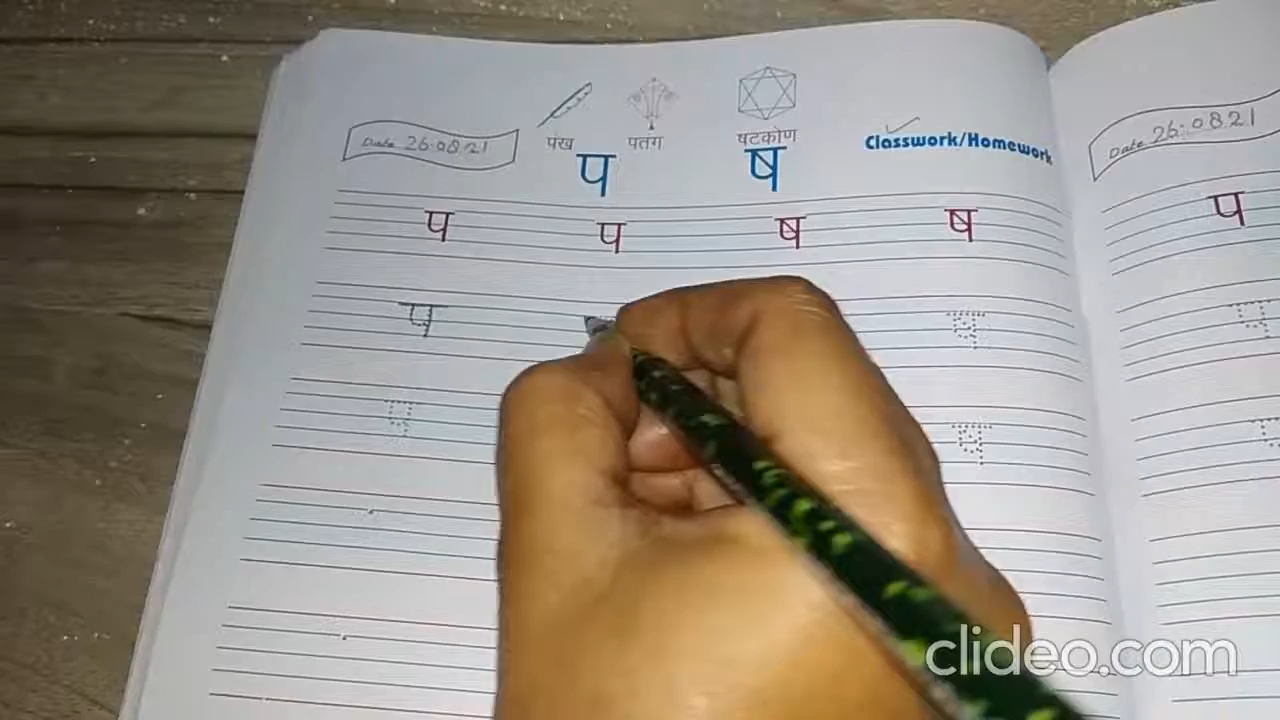 Date 26.08.21
पंख पतंग षटकोण
Classwork/Homework
प ष
प प ष ष
प ष
प ष
Date 26.08.21
प
clideo.com